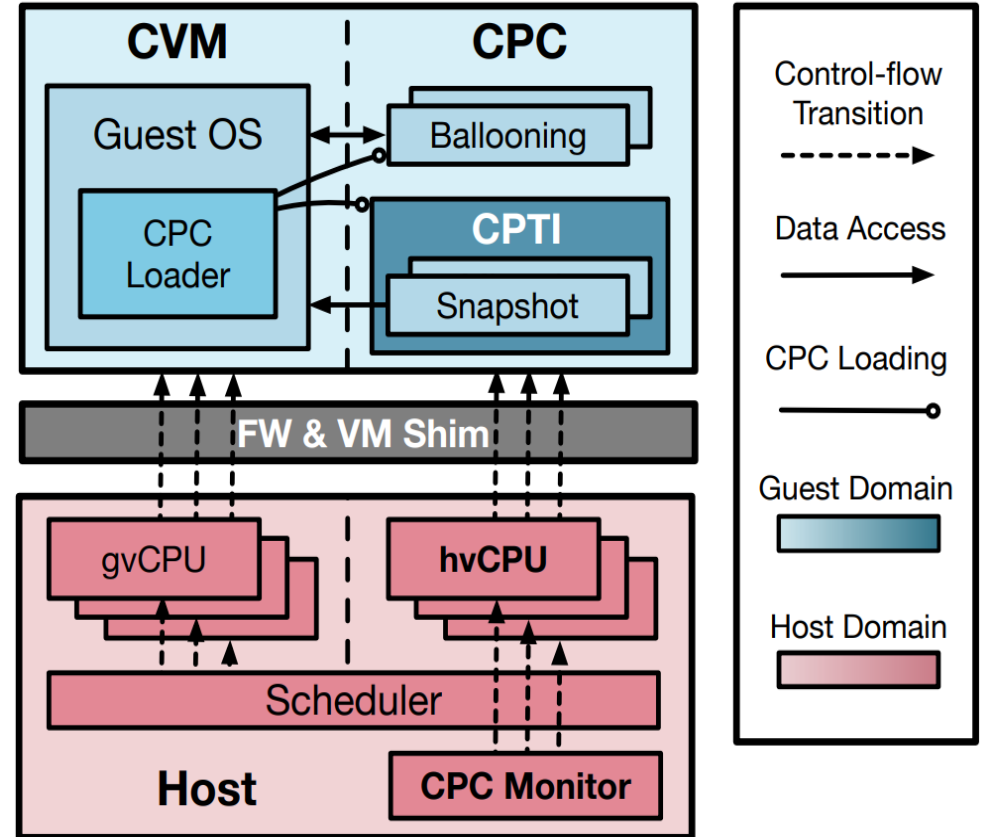 CVM
CPC
Guest OS
Ballooning
CPC
Loader
CPTI
Snapshot
FW & VM Shim
gvCPU
hvCPU
Scheduler
Host
CPC Monitor
Control-flow
Transition
Data Access
CPC Loading
Guest Domain
Host Domain